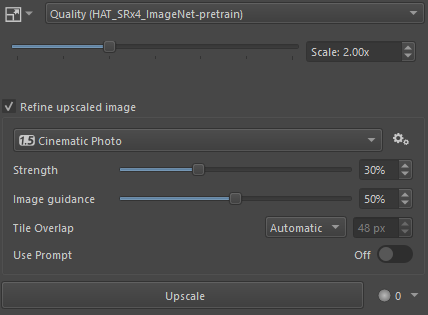 Quality (HAT_SRx4_ImageNet-pretrain)
Scale: 2.00x
Refine upscaled image
1.5 Cinematic Photo
Strength 30%
Image guidance 50%
Tile Overlap Automatic 48 px
Use Prompt Off
Upscale 0